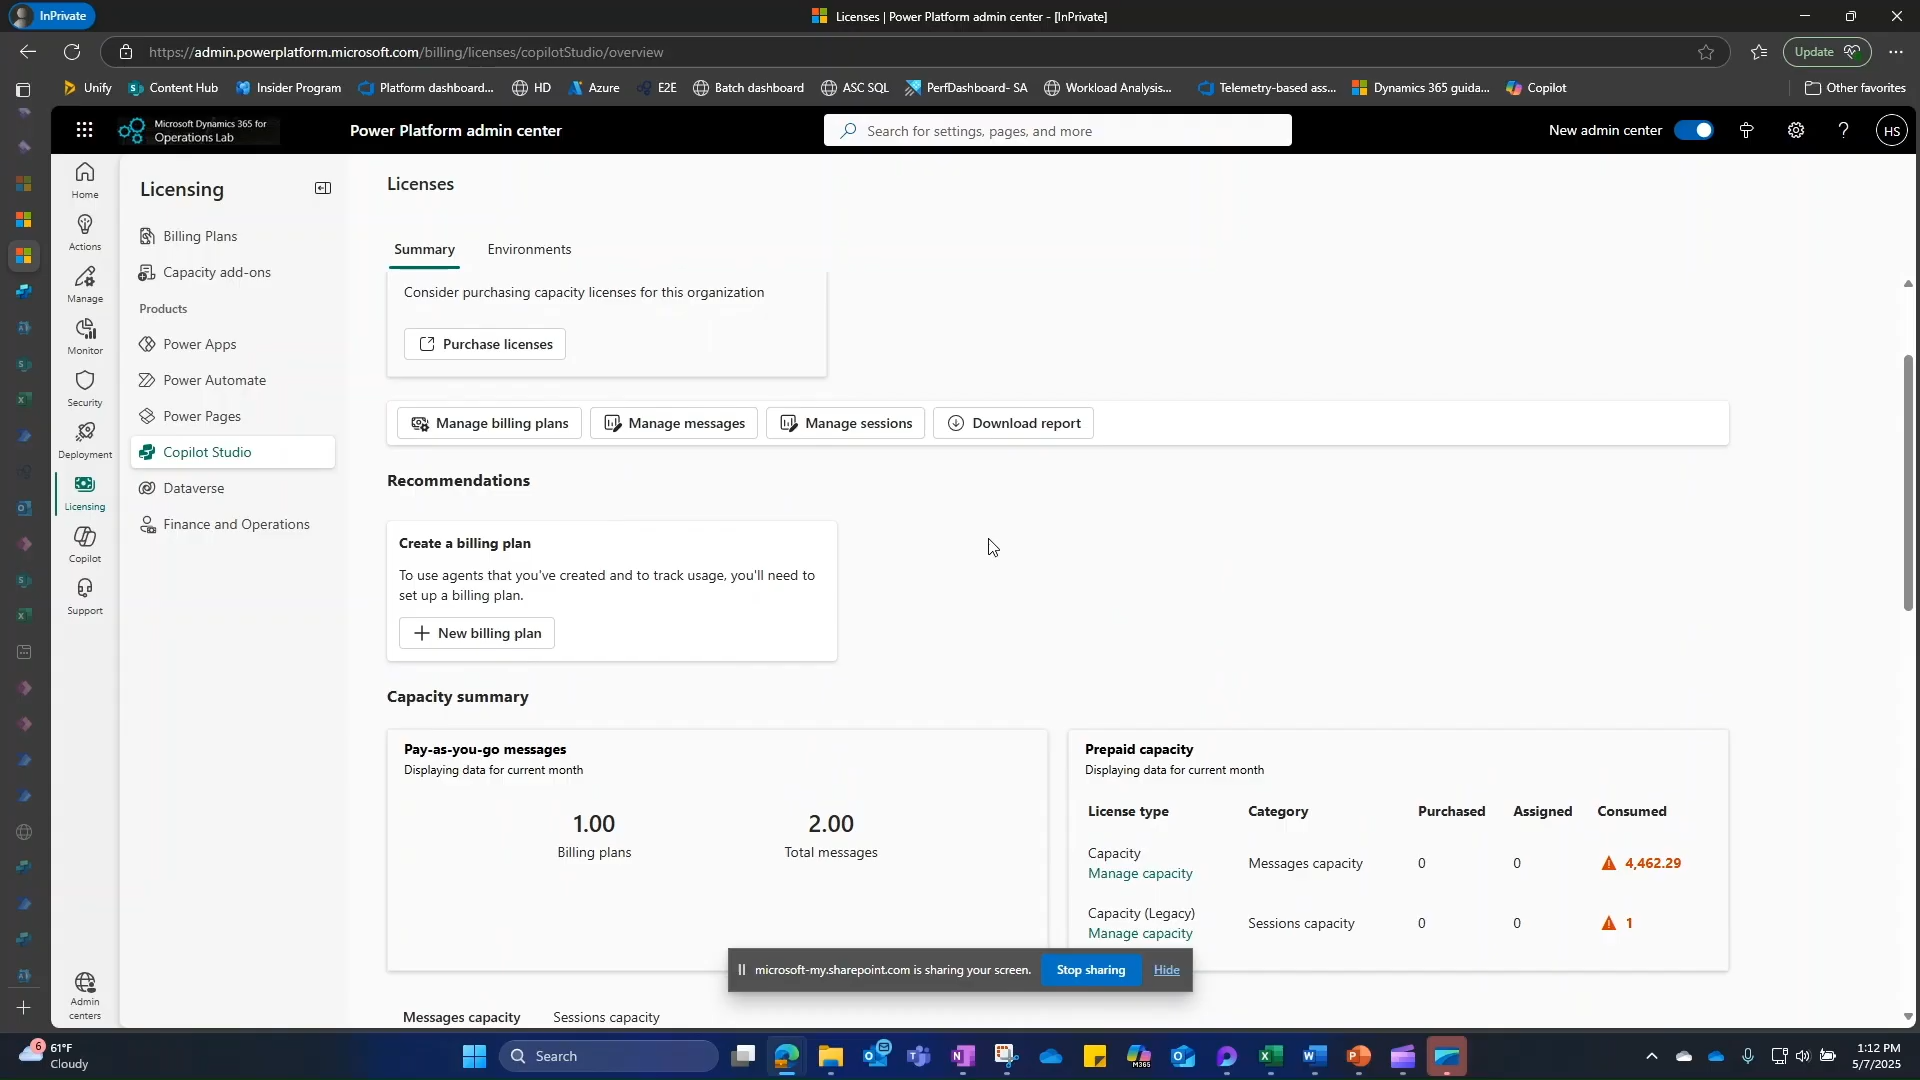 InPrivate
Licenses | Power Platform admin center - [InPrivate]
https://admin.powerplatform.microsoft.com/billing/licenses/copilotStudio/overview
Update
Unify
Content Hub
Insider Program
Platform dashboard...
HD
Azure
E2E
Batch dashboard
ASC SQL
PerfDashboard- SA
Workload Analysis...
Telemetry-based ass...
Dynamics 365 guida...
Copilot
Other favorites
Microsoft Dynamics 365 for
Operations Lab
Power Platform admin center
Search for settings, pages, and more
New admin center
?
HS
Home
Actions
Manage
Monitor
Security
Deployment
Licensing
Copilot
Support
Admin
centers
Licensing
Billing Plans
Capacity add-ons
Products
Power Apps
Power Automate
Power Pages
Copilot Studio
Dataverse
Finance and Operations
Licenses
Summary
Environments
Consider purchasing capacity licenses for this organization
Purchase licenses
Manage billing plans
Manage messages
Manage sessions
Download report
Recommendations
Create a billing plan
To use agents that you've created and to track usage, you'll need to
set up a billing plan.
New billing plan
Capacity summary
Pay-as-you-go messages
Displaying data for current month
1.00
Billing plans
2.00
Total messages
Prepaid capacity
Displaying data for current month
License type Category Purchased Assigned Consumed
Capacity
Manage capacity
Messages capacity 0 0 4,462.29
Capacity (Legacy)
Manage capacity
Sessions capacity 0 0 1
microsoft-my.sharepoint.com is sharing your screen.
Stop sharing
Hide
Messages capacity
Sessions capacity
6
61°F
Cloudy
Search
M365
1:12 PM
5/7/2025